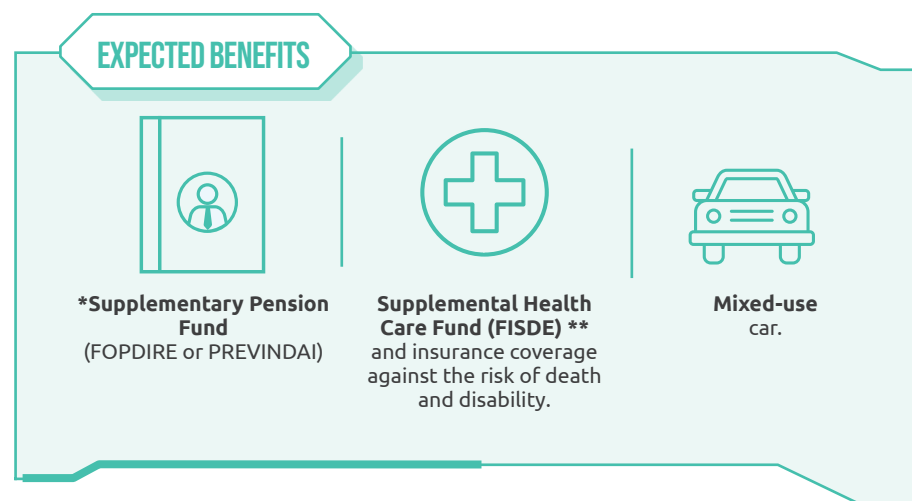 EXPECTED BENEFITS
*Supplementary Pension
Fund
(FOPDIRE or PREVINDAI)
Supplemental Health
Care Fund (FISDE) **
and insurance coverage
against the risk of death
and disability.
Mixed-use
car.